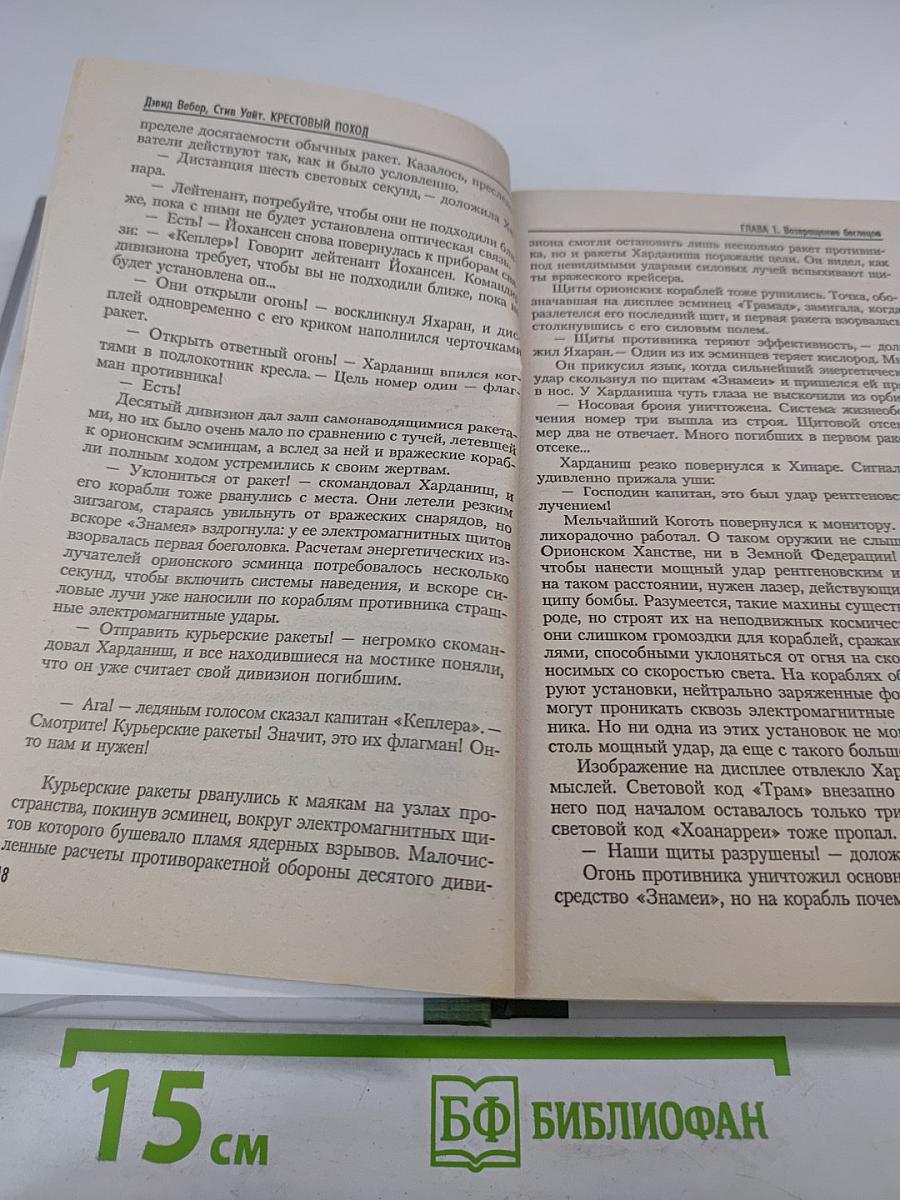 Дэвид Вебер, Стив Уайт. КРЕСТОВЫЙ ПОХОД
пределе досягаемости обычных ракет. Казалось, пресле
ватели действуют так, как и было условленно.
— Дистанция шесть световых секунд, — доложила Х
нара.
— Лейтенант, потребуйте, чтобы они не подходили бл
же, пока с ними не будет установлена оптическая связь.
— Есть! — Йохансен снова повернулась к приборам свя
зи: — «Кеплер»! Говорит лейтенант Йохансен. Команди
дивизиона требует, чтобы вы не подходили ближе, пока н
будет установлена оп...
— Они открыли огонь! — воскликнул Яхаран, и дис-
плей одновременно с его криком наполнился черточками
ракет.
— Открыть ответный огонь! — Харданиш впился ког-
тями в подлокотник кресла. — Цель номер один — флаг-
ман противника!
— Есть!
Десятый дивизион дал залп самонаводящимися ракета-
ми, но их было очень мало по сравнению с тучей, летевшей
к орионским эсминцам, а вслед за ней и вражеские кораб-
ли полным ходом устремились к своим жертвам.
— Уклониться от ракет! — скомандовал Харданиш, и
его корабли тоже рванулись с места. Они летели резким
зигзагом, стараясь увильнуть от вражеских снарядов, но
вскоре «Знамея» вздрогнула: у ее электромагнитных щитов
взорвалась первая боеголовка. Расчетам энергетических из-
лучателей орионского эсминца потребовалось несколько
секунд, чтобы включить системы наведения, и вскоре си-
ловые лучи уже наносили по кораблям противника страш-
ные электромагнитные удары.
— Отправить курьерские ракеты! — негромко скоман-
довал Харданиш, и все находившиеся на мостике поняли,
что он уже считает свой дивизион погибшим.
— Ага! — ледяным голосом сказал капитан «Кеплера». —
Смотрите! Курьерские ракеты! Значит, это их флагман! Он-
то нам и нужен!
Курьерские ракеты рванулись к маякам на узлах про-
странства, покинув эсминец, вокруг электромагнитных щи-
тов которого бушевало пламя ядерных взрывов. Малочис-
ленные расчеты противоракетной обороны десятого диви-
8
ГЛАВА 1. Возвращение беглецов
зиона смогли остановить лишь несколько ракет противни-
ка, но и ракеты Харданиша поражали цели. Он видел, как
под невидимыми ударами силовых лучей вспыхивают щи-
ты вражеского крейсера.
Щиты орионских кораблей тоже рушились. Точка, обо-
значавшая на дисплее эсминец «Трамад», замигала, когда
разлетелся его последний щит, и первая ракета взорвалась
столкнувшись с его силовым полем.
— Щиты противника теряют эффективность, — доло
жил Яхаран. — Один из их эсминцев теряет кислород. Мы
Он прикусил язык, когда сильнейший энергетическ
удар скользнул по щитам «Знамеи» и пришелся ей пря
в нос. У Харданиша чуть глаза не выскочили из орби
— Носовая броня уничтожена. Система жизнеобе
чения номер три вышла из строя. Щитовой отсек
мер два не отвечает. Много погибших в первом раке
отсеке...
Харданиш резко повернулся к Хинаре. Сигналь
удивленно прижала уши:
— Господин капитан, это был удар рентгеновск
лучением!
Мельчайший Коготь повернулся к монитору.
лихорадочно работал. О таком оружии не слыш
Орионском Ханстве, ни в Земной Федерации!
чтобы нанести мощный удар рентгеновским и
на таком расстоянии, нужен лазер, действующи
ципу бомбы. Разумеется, такие махины существ
роде, но строят их на неподвижных космическ
они слишком громоздки для кораблей, сражаю
лями, способными уклоняться от огня на ско
носимых со скоростью света. На кораблях об
руют установки, нейтрально заряженные фо
могут проникать сквозь электромагнитные
ника. Но ни одна из этих установок не мо
столь мощный удар, да еще с такого больш
Изображение на дисплее отвлекло Хар
мыслей. Световой код «Трам» внезапно
него под началом оставалось только три
световой код «Хоанарреи» тоже пропал.
— Наши щиты разрушены! — долож
Огонь противника уничтожил основн
средство «Знамеи», но на корабль почем
15 см
БФ БИБЛИОФАН